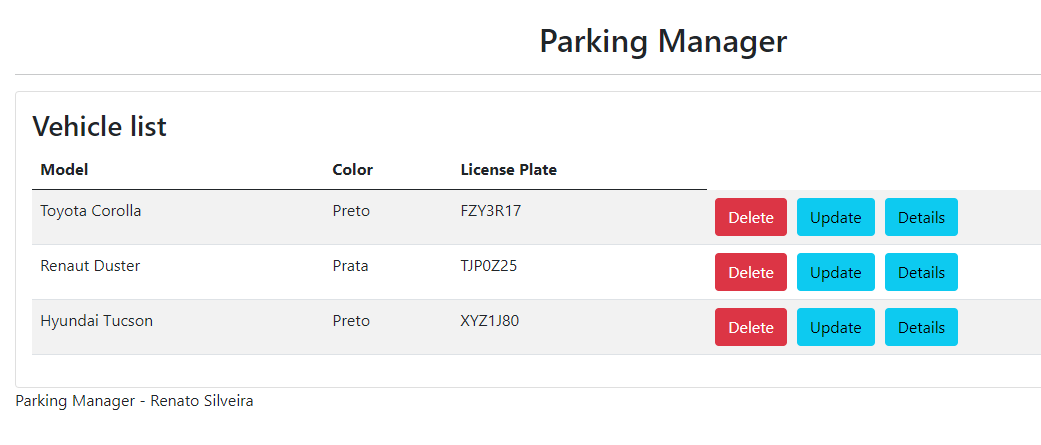 Parking Manager
Vehicle list
Model Color License Plate
Toyota Corolla Preto FZY3R17 Delete Update Details
Renaut Duster Prata TJP0Z25 Delete Update Details
Hyundai Tucson Preto XYZ1J80 Delete Update Details
Parking Manager - Renato Silveira